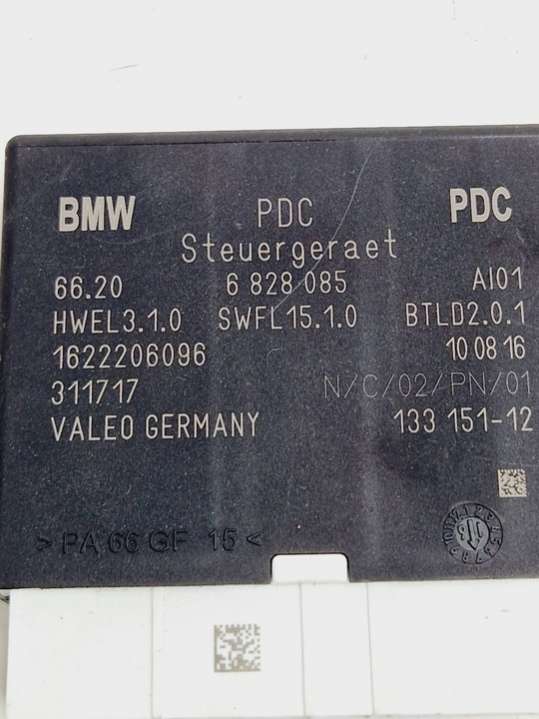 BMW PDC PDC
Steuergeraet
66.20 6 828 085 AI01
HWEL3.1.0 SWFL15.1.0 BTLD2.0.1
1622206096 10 08 16
311717 N/C/02/PN/01
VALEO GERMANY 133 151-12
> PA 66 GF 15 <